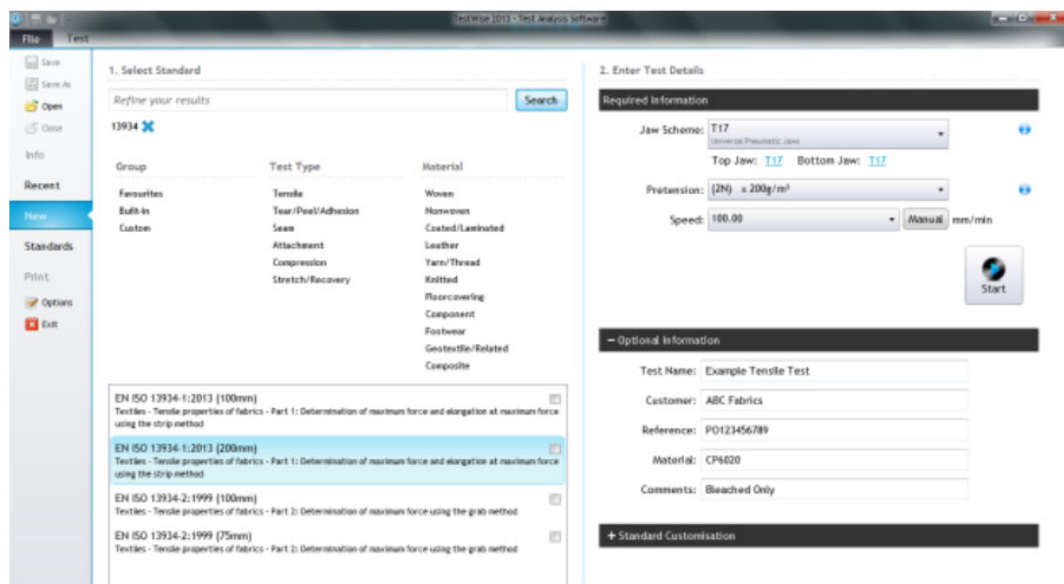 TestWise 2013 - Test Analysis Software
File Test
Save
Save As
Open
Close
Info
Recent
New
Standards
Print
Options
Exit
1. Select Standard
Refine your results
Search
13934
Group Test Type Material
Favourites Tensile Woven
Built-in Tear/Peel/Adhesion Nonwoven
Custom Seam Coated/Laminated
Attachment Leather
Compression Yarn/Thread
Stretch/Recovery Knitted
Floorcovering
Component
Footwear
Geotextile/Related
Composite
EN ISO 13934-1:2013 (100mm)
Textiles - Tensile properties of fabrics - Part 1: Determination of maximum force and elongation at maximum force
using the strip method
EN ISO 13934-1:2013 (200mm)
Textiles - Tensile properties of fabrics - Part 1: Determination of maximum force and elongation at maximum force
using the strip method
EN ISO 13934-2:1999 (100mm)
Textiles - Tensile properties of fabrics - Part 2: Determination of maximum force using the grab method
EN ISO 13934-2:1999 (75mm)
Textiles - Tensile properties of fabrics - Part 2: Determination of maximum force using the grab method
2. Enter Test Details
Required Information
Jaw Scheme: T17
Universal Pneumatic Jaws
Top Jaw: T17 Bottom Jaw: T17
Pretension: (2N) ≤ 200g/m²
Speed: 100.00 Manual mm/min
Start
− Optional Information
Test Name: Example Tensile Test
Customer: ABC Fabrics
Reference: PO123456789
Material: CP6020
Comments: Bleached Only
+ Standard Customisation